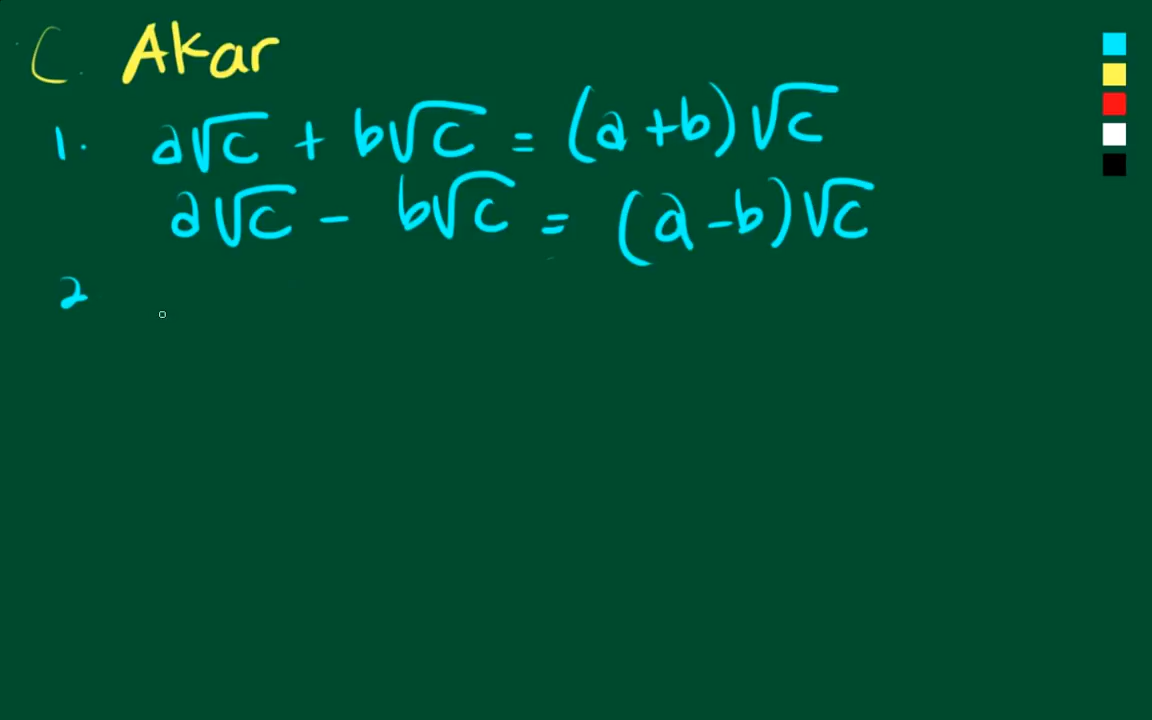 C. Akar
1. a√c + b√c = (a+b)√c
a√c - b√c = (a-b)√c
2